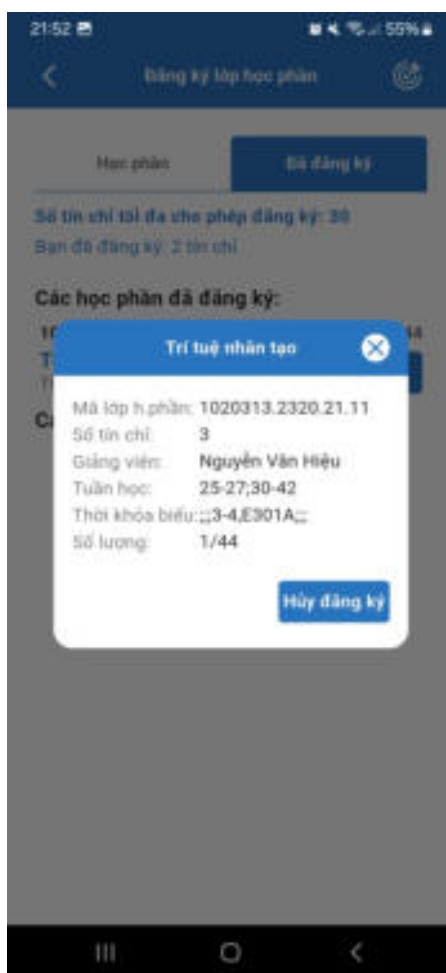 21:52
55%
Đăng ký lớp học phần
Học phần
Đã đăng ký
Số tín chỉ tối đa cho phép đăng ký: 30
Bạn đã đăng ký: 2 tín chỉ
Các học phần đã đăng ký:
Trí tuệ nhân tạo
Mã lớp h.phần: 1020313.2320.21.11
Số tín chỉ: 3
Giảng viên: Nguyễn Văn Hiệu
Tuần học: 25-27;30-42
Thời khóa biểu: ;;;3-4,E301A;;;
Số lượng: 1/44
Hủy đăng ký